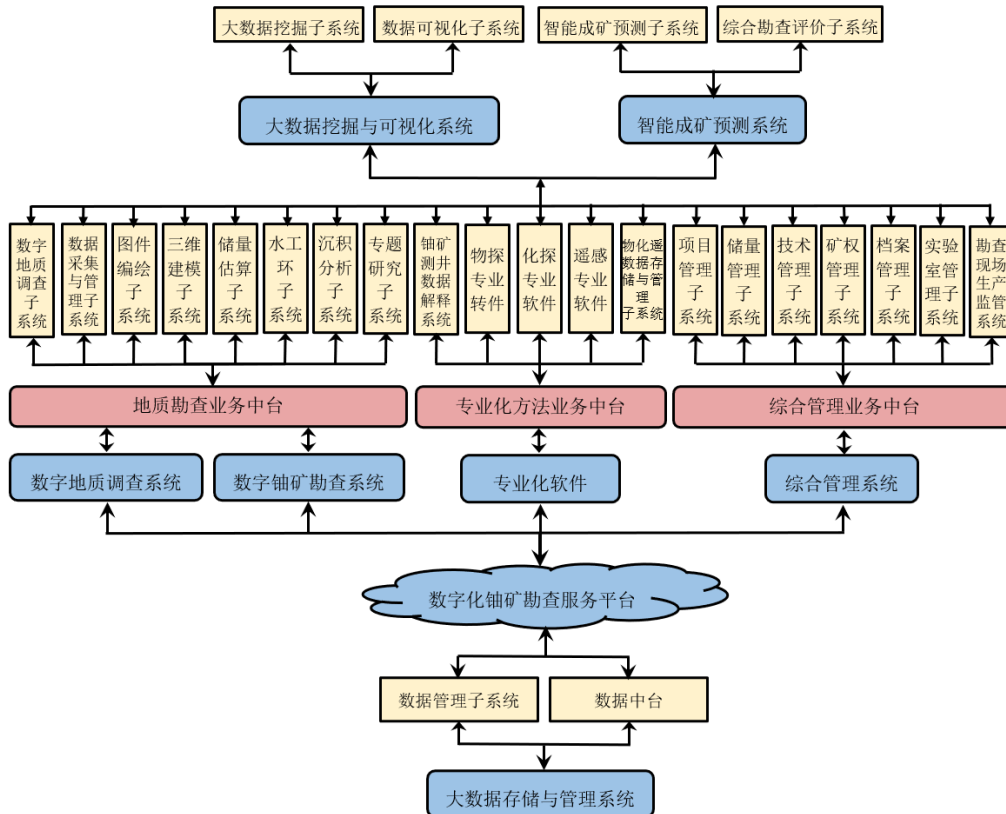 大数据挖掘子系统
数据可视化子系统
智能成矿预测子系统
综合勘查评价子系统
大数据挖掘与可视化系统
智能成矿预测系统
数字
地质
调查
子
系统
数据
采集
与管
理子
系统
图件
编绘
子
系统
三维
建模
子
系统
储量
估算
子
系统
水工
环
子
系统
沉积
分析
子
系统
专题
研究
子
系统
铀矿
测井
数据
解释
系统
物探
专业
转件
化探
专业
软件
遥感
专业
软件
物化遥
数据存
储与管
理
子系统
项目
管理
子
系统
储量
管理
子
系统
技术
管理
子
系统
矿权
管理
子
系统
档案
管理
子
系统
实验
室管
理子
系统
勘查
现场
生产
监管
系统
地质勘查业务中台
专业化方法业务中台
综合管理业务中台
数字地质调查系统
数字铀矿勘查系统
专业化软件
综合管理系统
数字化铀矿勘查服务平台
数据管理子系统
数据中台
大数据存储与管理系统